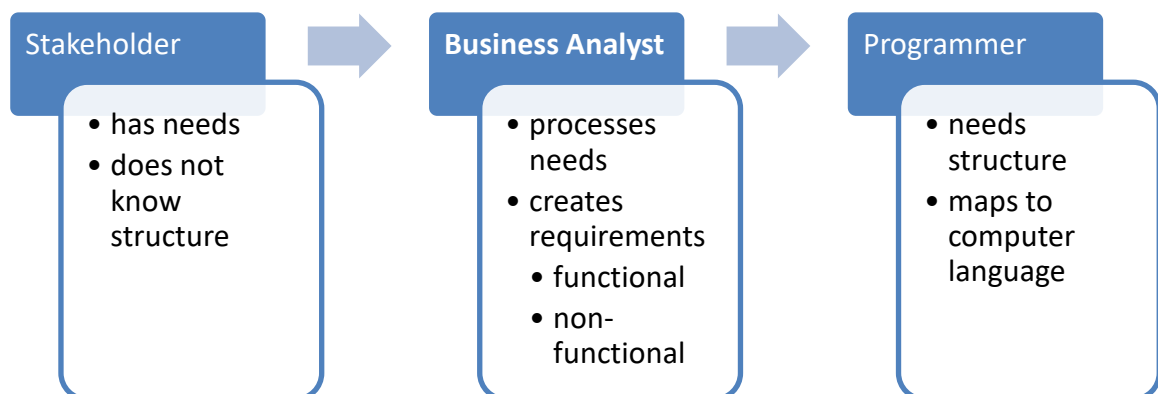 Stakeholder
• has needs
• does not
know
structure
Business Analyst
• processes
needs
• creates
requirements
• functional
• non-
functional
Programmer
• needs
structure
• maps to
computer
language